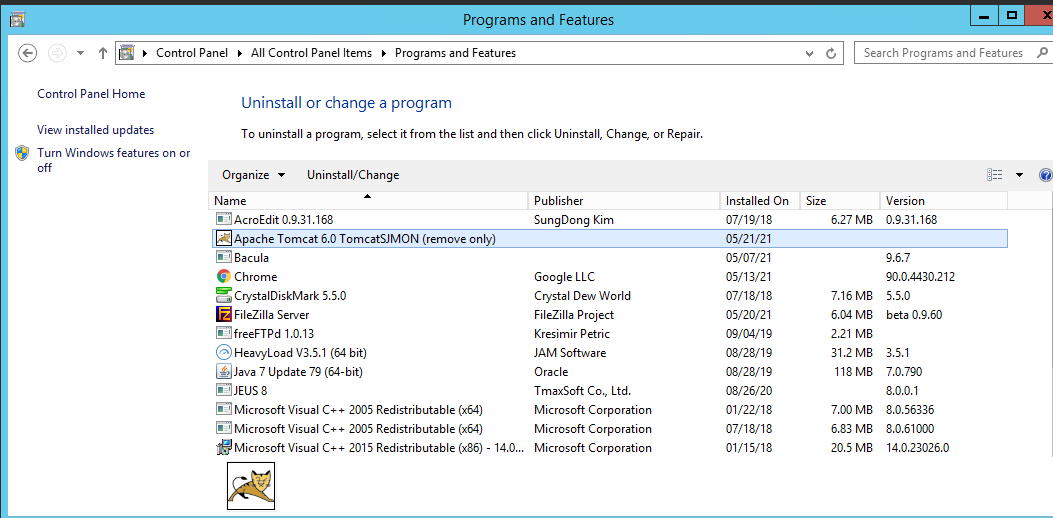 Programs and Features
Control Panel All Control Panel Items Programs and Features Search Programs and Features
Control Panel Home
View installed updates
Turn Windows features on or
off
Uninstall or change a program
To uninstall a program, select it from the list and then click Uninstall, Change, or Repair.
Organize Uninstall/Change
Name Publisher Installed On Size Version
AcroEdit 0.9.31.168 SungDong Kim 07/19/18 6.27 MB 0.9.31.168
Apache Tomcat 6.0 TomcatSJMON (remove only) 05/21/21
Bacula 05/07/21 9.6.7
Chrome Google LLC 05/13/21 90.0.4430.212
CrystalDiskMark 5.5.0 Crystal Dew World 07/18/18 7.16 MB 5.5.0
FileZilla Server FileZilla Project 05/20/21 6.04 MB beta 0.9.60
freeFTPd 1.0.13 Kresimir Petric 09/04/19 2.21 MB
HeavyLoad V3.5.1 (64 bit) JAM Software 08/28/19 31.2 MB 3.5.1
Java 7 Update 79 (64-bit) Oracle 08/28/19 118 MB 7.0.790
JEUS 8 TmaxSoft Co., Ltd. 08/26/20 8.0.0.1
Microsoft Visual C++ 2005 Redistributable (x64) Microsoft Corporation 01/22/18 7.00 MB 8.0.56336
Microsoft Visual C++ 2005 Redistributable (x64) Microsoft Corporation 07/18/18 6.83 MB 8.0.61000
Microsoft Visual C++ 2015 Redistributable (x86) - 14.0... Microsoft Corporation 01/15/18 20.5 MB 14.0.23026.0